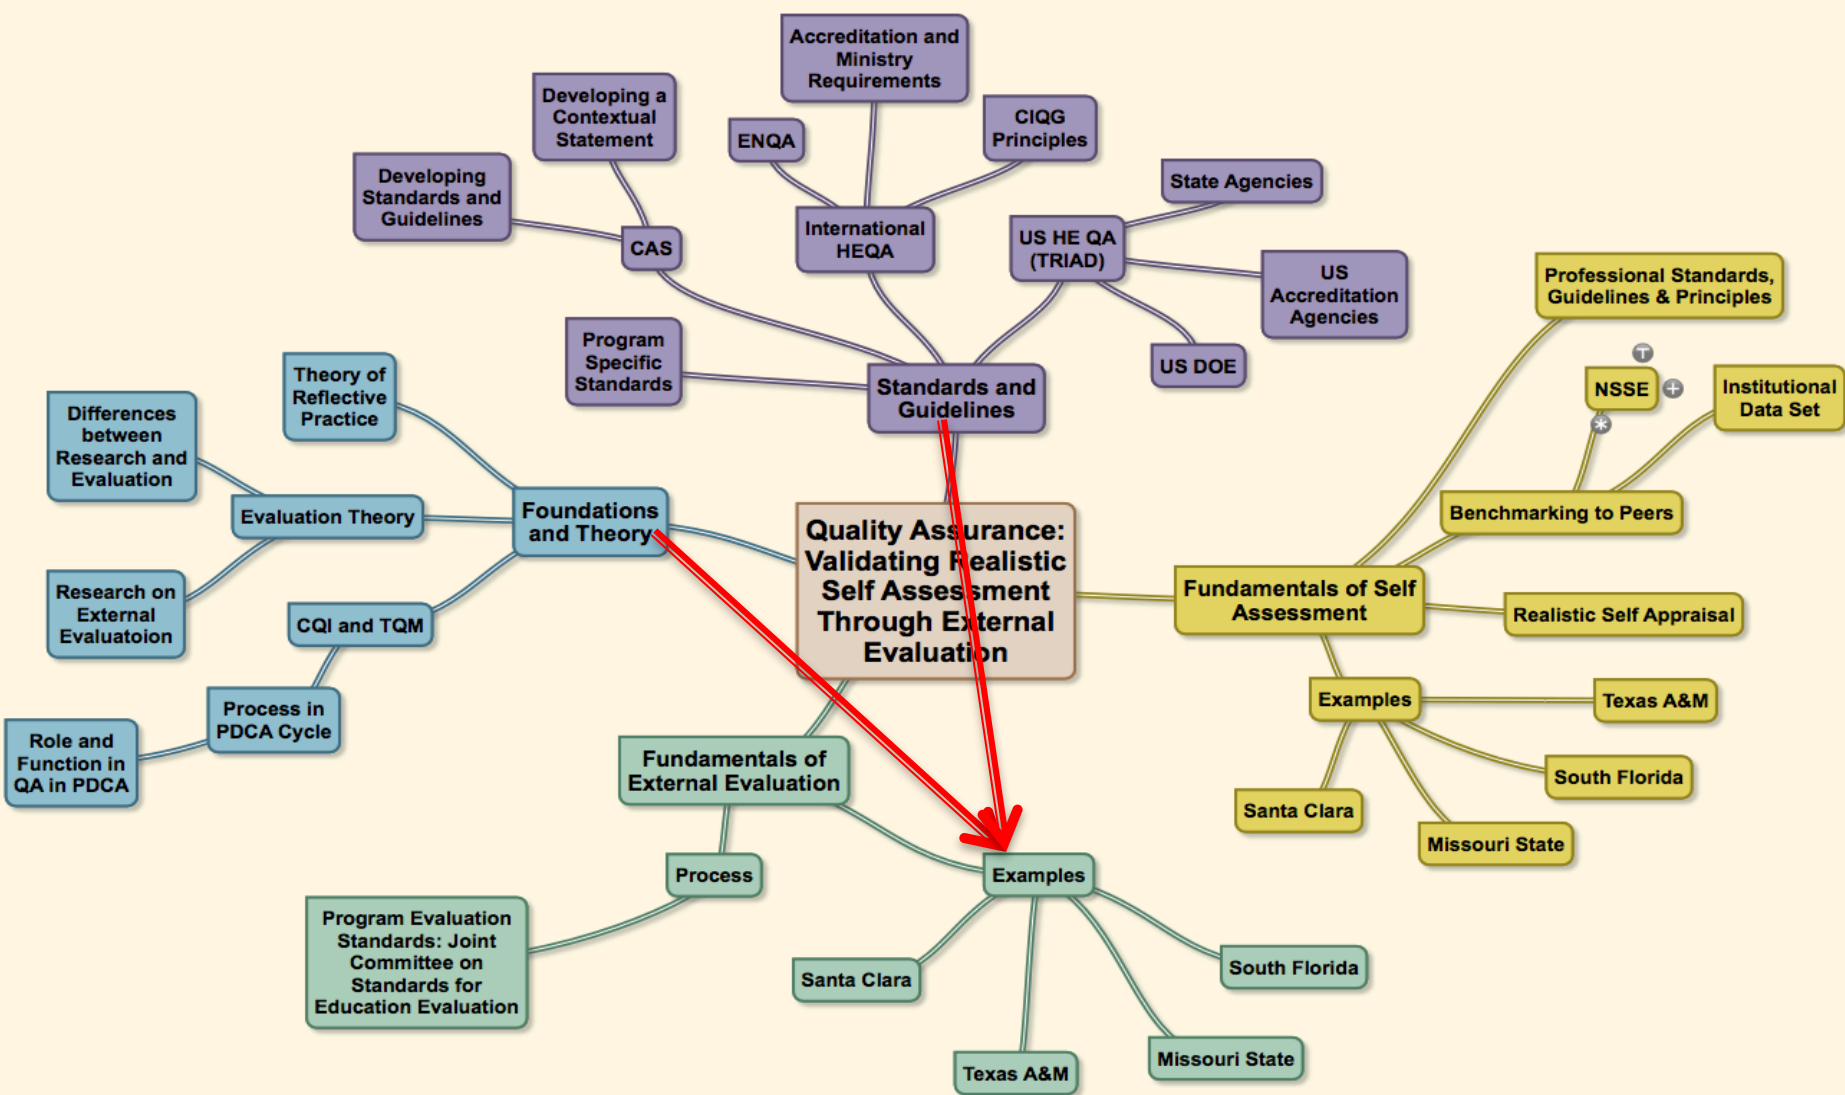 Accreditation and
Ministry
Requirements
Developing a
Contextual
Statement
ENQA
CIQG
Principles
Developing
Standards and
Guidelines
State Agencies
CAS
International
HEQA
US HE QA
(TRIAD)
US
Accreditation
Agencies
Program
Specific
Standards
US DOE
Standards and
Guidelines
Professional Standards,
Guidelines & Principles
T
NSSE
+
*
Institutional
Data Set
Benchmarking to Peers
Fundamentals of Self
Assessment
Realistic Self Appraisal
Examples
Texas A&M
South Florida
Missouri State
Santa Clara
Theory of
Reflective
Practice
Differences
between
Research and
Evaluation
Evaluation Theory
Foundations
and Theory
Research on
External
Evaluatoion
CQI and TQM
Process in
PDCA Cycle
Role and
Function in
QA in PDCA
Quality Assurance:
Validating Realistic
Self Assessment
Through External
Evaluation
Fundamentals of
External Evaluation
Process
Program Evaluation
Standards: Joint
Committee on
Standards for
Education Evaluation
Examples
Santa Clara
Texas A&M
Missouri State
South Florida